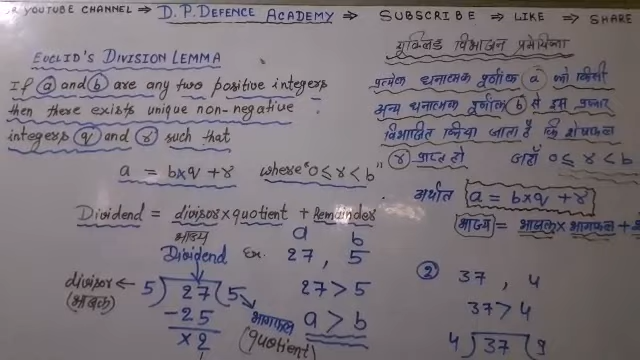 R YOUTUBE CHANNEL ⇒ D.P. DEFENCE ACADEMY ⇒ SUBSCRIBE ⇒ LIKE ⇒ SHARE
EUCLID'S DIVISION LEMMA
If a and b are any two positive integers
then there exists unique non-negative
integers q and r such that
a = b×q + r where "0 ≤ r < b"
Dividend = divisor × quotient + Remainder
भाज्य
Dividend
Ex. a b
27 , 5
divisor ← 5) 27 (5
(भाजक)
- 25
× 2
भागफल
(quotient)
27 > 5
a > b
यूक्लिड विभाजन प्रमेयिका
प्रत्येक धनात्मक पूर्णांक a को किसी
अन्य धनात्मक पूर्णांक b से इस प्रकार
विभाजित किया जाता है कि शेषफल
r प्राप्त हो जहाँ 0 ≤ r < b
अर्थात a = b×q + r
भाज्य = भाजक × भागफल +
② 37 , 4
37 > 4
4) 37 (9